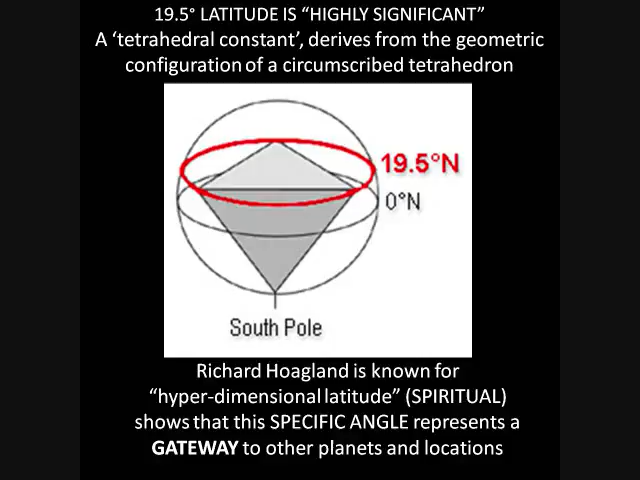 19.5° LATITUDE IS “HIGHLY SIGNIFICANT”
A ‘tetrahedral constant’, derives from the geometric
configuration of a circumscribed tetrahedron
19.5°N
0°N
South Pole
Richard Hoagland is known for
“hyper-dimensional latitude” (SPIRITUAL)
shows that this SPECIFIC ANGLE represents a
GATEWAY to other planets and locations